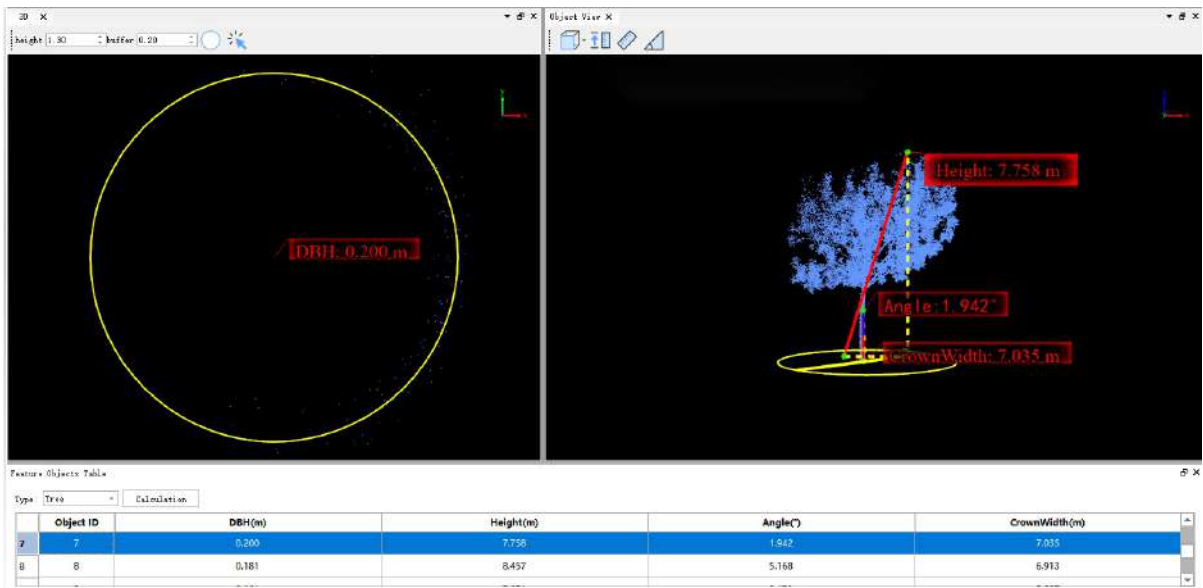 3D
height 1.30 buffer 0.20
DBH: 0.200 m
Object View
Height: 7.758 m
Angle:1.942°
CrownWidth: 7.035 m
Feature Objects Table
Type Tree Calculation
Object ID DBH(m) Height(m) Angle(°) CrownWidth(m)
7 7 0.200 7.758 1.942 7.035
8 8 0.181 8.457 5.168 6.913